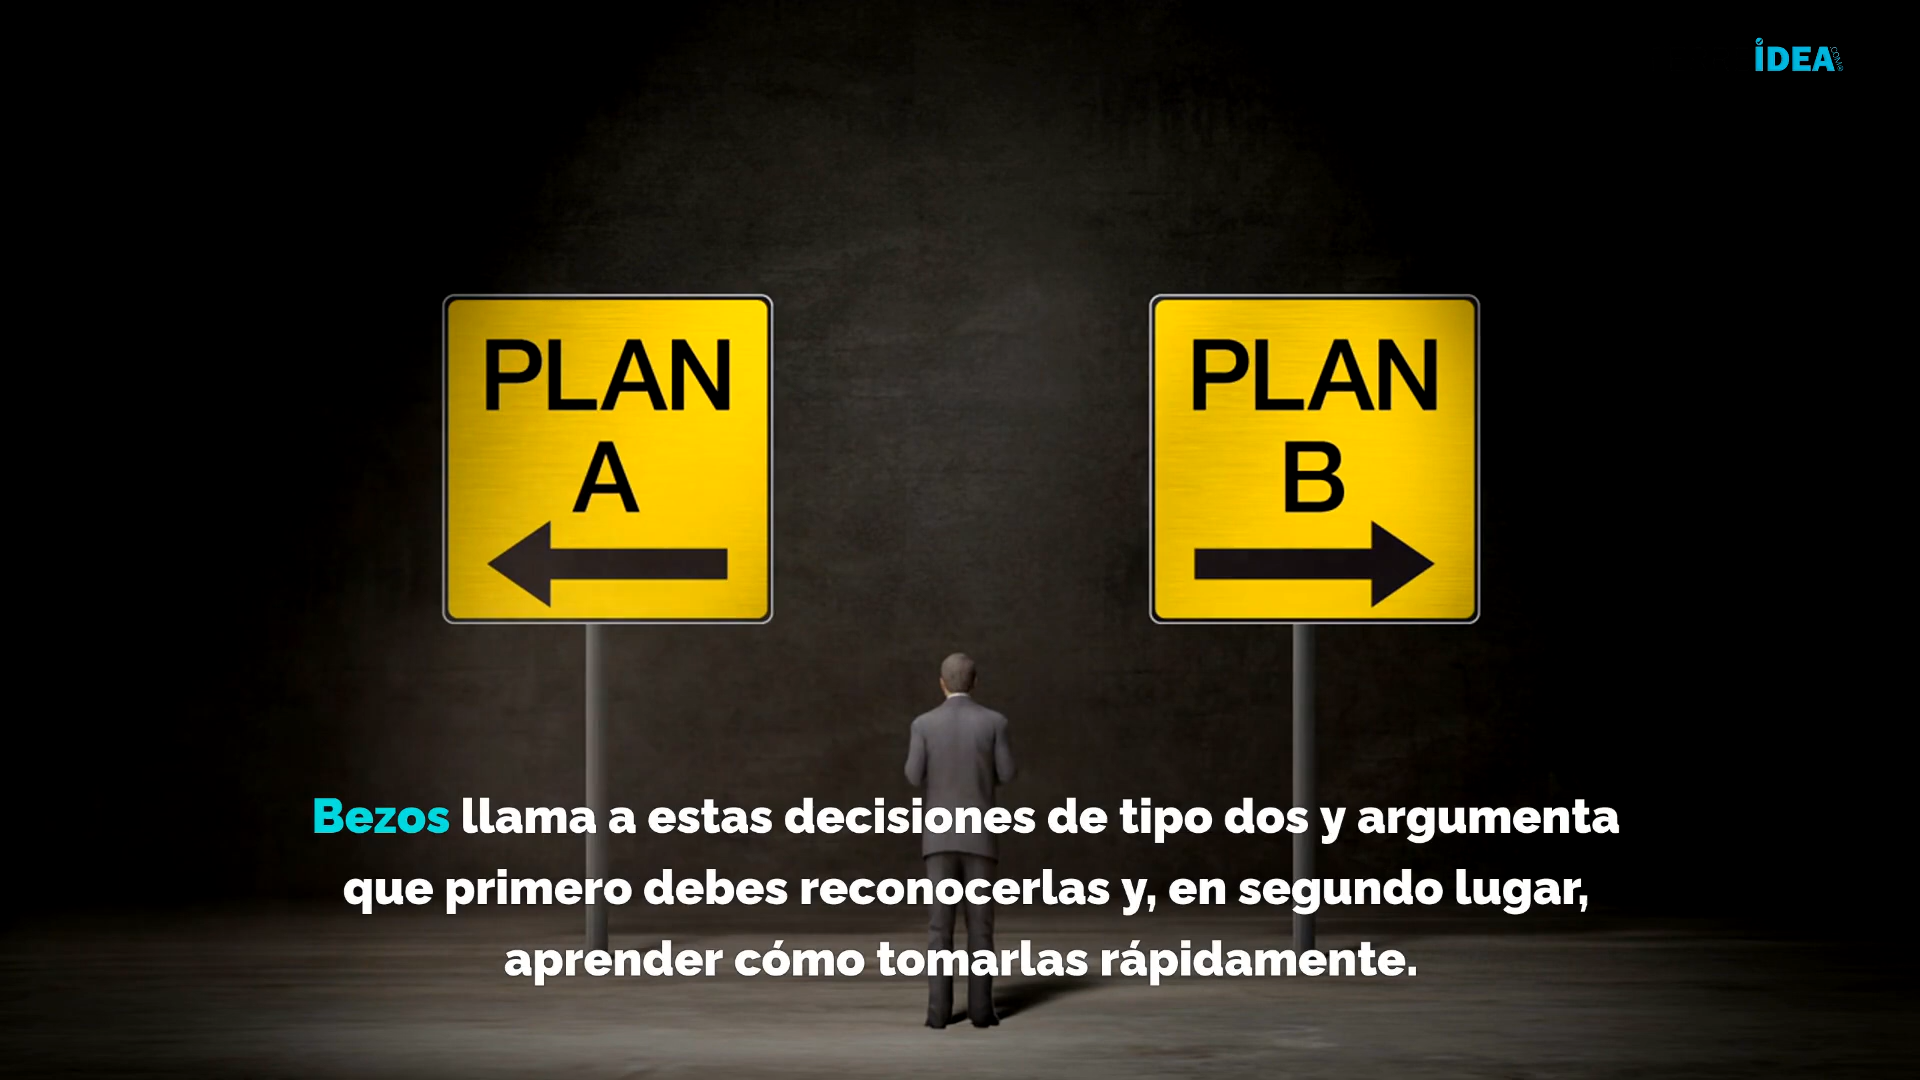 iDEA
PLAN
A
PLAN
B
Bezos llama a estas decisiones de tipo dos y argumenta
que primero debes reconocerlas y, en segundo lugar,
aprender cómo tomarlas rápidamente.